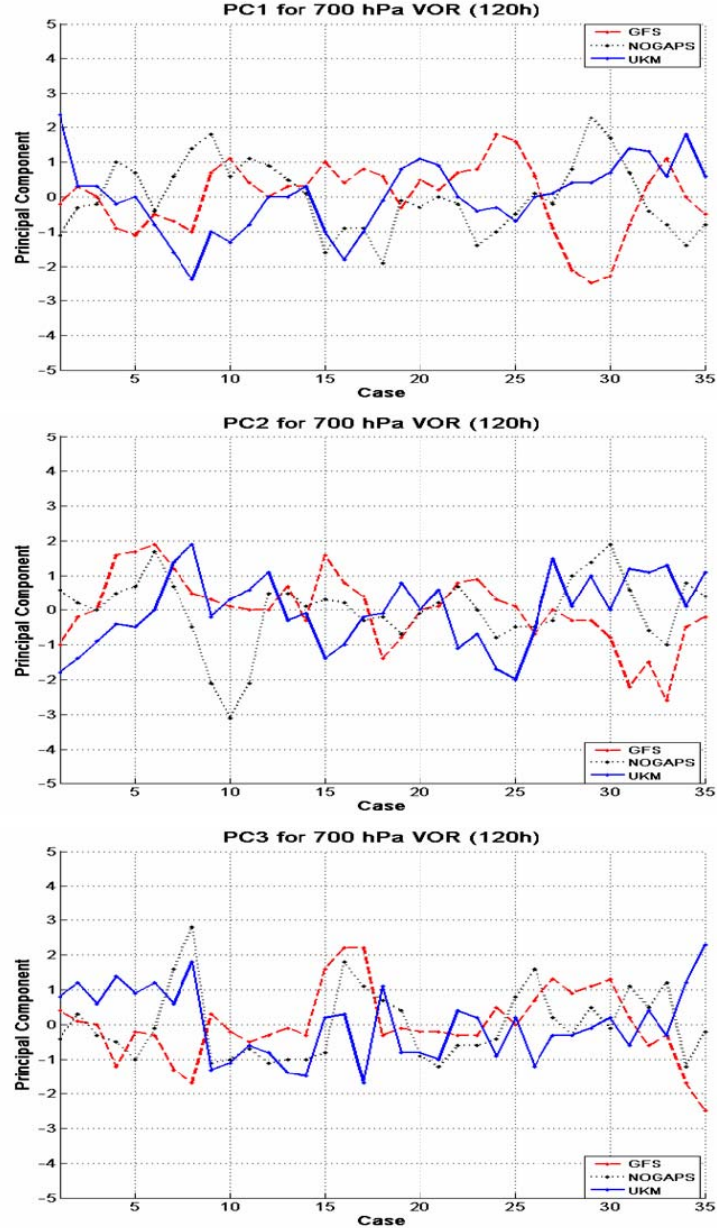 PC1 for 700 hPa VOR (120h)
5
4
3
2
1
0
-1
-2
-3
-4
-5
Principal Component
GFS
NOGAPS
UKM
5 10 15 20 25 30 35
Case
PC2 for 700 hPa VOR (120h)
5
4
3
2
1
0
-1
-2
-3
-4
-5
Principal Component
GFS
NOGAPS
UKM
5 10 15 20 25 30 35
Case
PC3 for 700 hPa VOR (120h)
5
4
3
2
1
0
-1
-2
-3
-4
-5
Principal Component
GFS
NOGAPS
UKM
5 10 15 20 25 30 35
Case